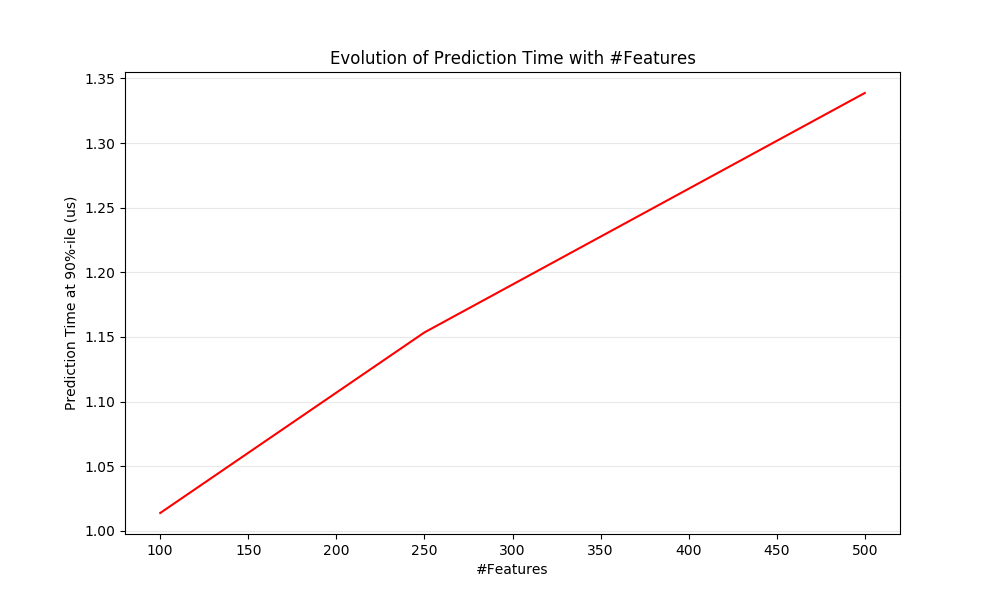 Evolution of Prediction Time with #Features
Prediction Time at 90%-ile (us)
1.35
1.30
1.25
1.20
1.15
1.10
1.05
1.00
100 150 200 250 300 350 400 450 500
#Features